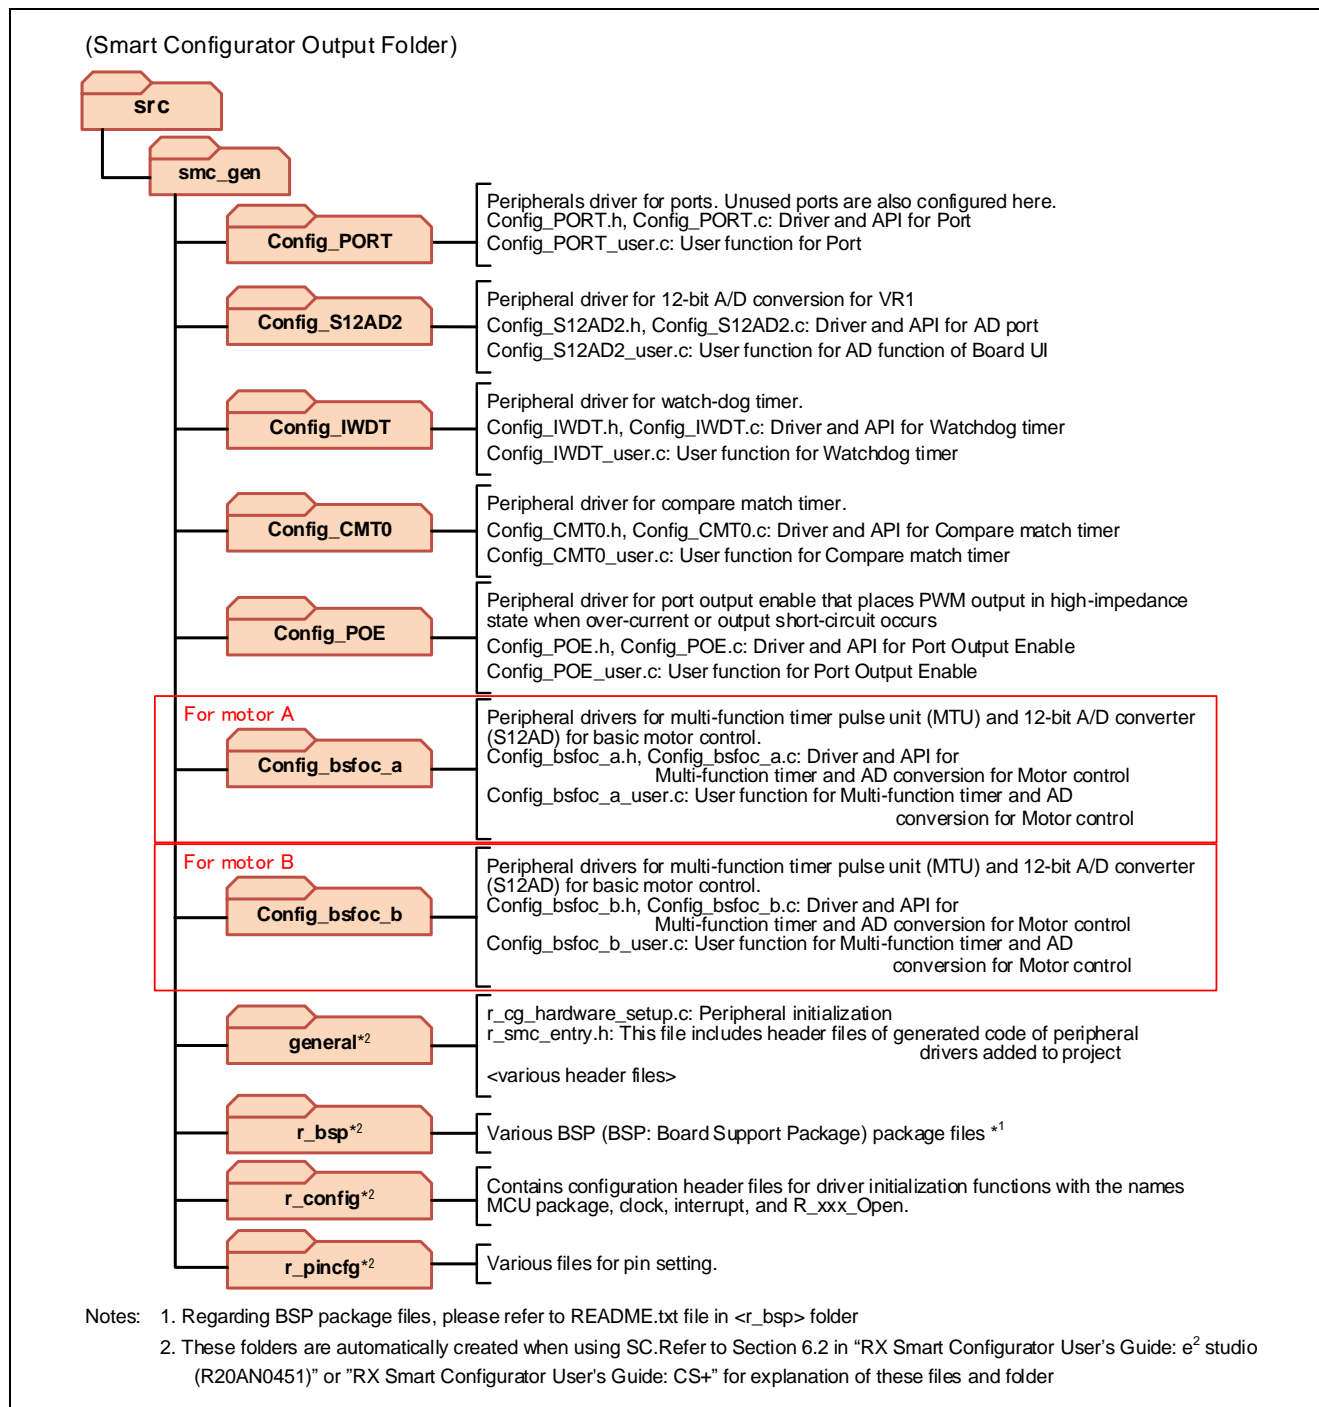 (Smart Configurator Output Folder)
src
smc_gen
Config_PORT
Peripherals driver for ports. Unused ports are also configured here.
Config_PORT.h, Config_PORT.c: Driver and API for Port
Config_PORT_user.c: User function for Port
Config_S12AD2
Peripheral driver for 12-bit A/D conversion for VR1
Config_S12AD2.h, Config_S12AD2.c: Driver and API for AD port
Config_S12AD2_user.c: User function for AD function of Board UI
Config_IWDT
Peripheral driver for watch-dog timer.
Config_IWDT.h, Config_IWDT.c: Driver and API for Watchdog timer
Config_IWDT_user.c: User function for Watchdog timer
Config_CMT0
Peripheral driver for compare match timer.
Config_CMT0.h, Config_CMT0.c: Driver and API for Compare match timer
Config_CMT0_user.c: User function for Compare match timer
Config_POE
Peripheral driver for port output enable that places PWM output in high-impedance
state when over-current or output short-circuit occurs
Config_POE.h, Config_POE.c: Driver and API for Port Output Enable
Config_POE_user.c: User function for Port Output Enable
For motor A
Config_bsfoc_a
Peripheral drivers for multi-function timer pulse unit (MTU) and 12-bit A/D converter
(S12AD) for basic motor control.
Config_bsfoc_a.h, Config_bsfoc_a.c: Driver and API for
Multi-function timer and AD conversion for Motor control
Config_bsfoc_a_user.c: User function for Multi-function timer and AD
conversion for Motor control
For motor B
Config_bsfoc_b
Peripheral drivers for multi-function timer pulse unit (MTU) and 12-bit A/D converter
(S12AD) for basic motor control.
Config_bsfoc_b.h, Config_bsfoc_b.c: Driver and API for
Multi-function timer and AD conversion for Motor control
Config_bsfoc_b_user.c: User function for Multi-function timer and AD
conversion for Motor control
general*2
r_cg_hardware_setup.c: Peripheral initialization
r_smc_entry.h: This file includes header files of generated code of peripheral
drivers added to project
<various header files>
r_bsp*2
Various BSP (BSP: Board Support Package) package files *1
r_config*2
Contains configuration header files for driver initialization functions with the names
MCU package, clock, interrupt, and R_xxx_Open.
r_pincfg*2
Various files for pin setting.
Notes: 1. Regarding BSP package files, please refer to README.txt file in <r_bsp> folder
2. These folders are automatically created when using SC.Refer to Section 6.2 in “RX Smart Configurator User's Guide: e2 studio
(R20AN0451)” or ”RX Smart Configurator User's Guide: CS+” for explanation of these files and folder